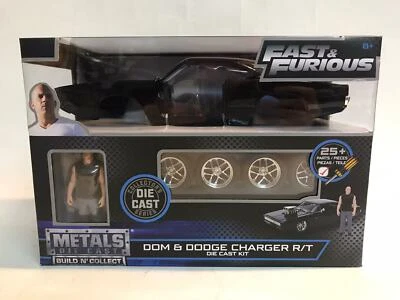 FAST &
FURIOUS
8+
25+
PARTS / PIECES
PIEZAS / TEILE
COLLECTORS
DIE
CAST
SERIES
METALS
DIE CAST
BUILD N' COLLECT
DOM & DODGE CHARGER R/T
DIE CAST KIT